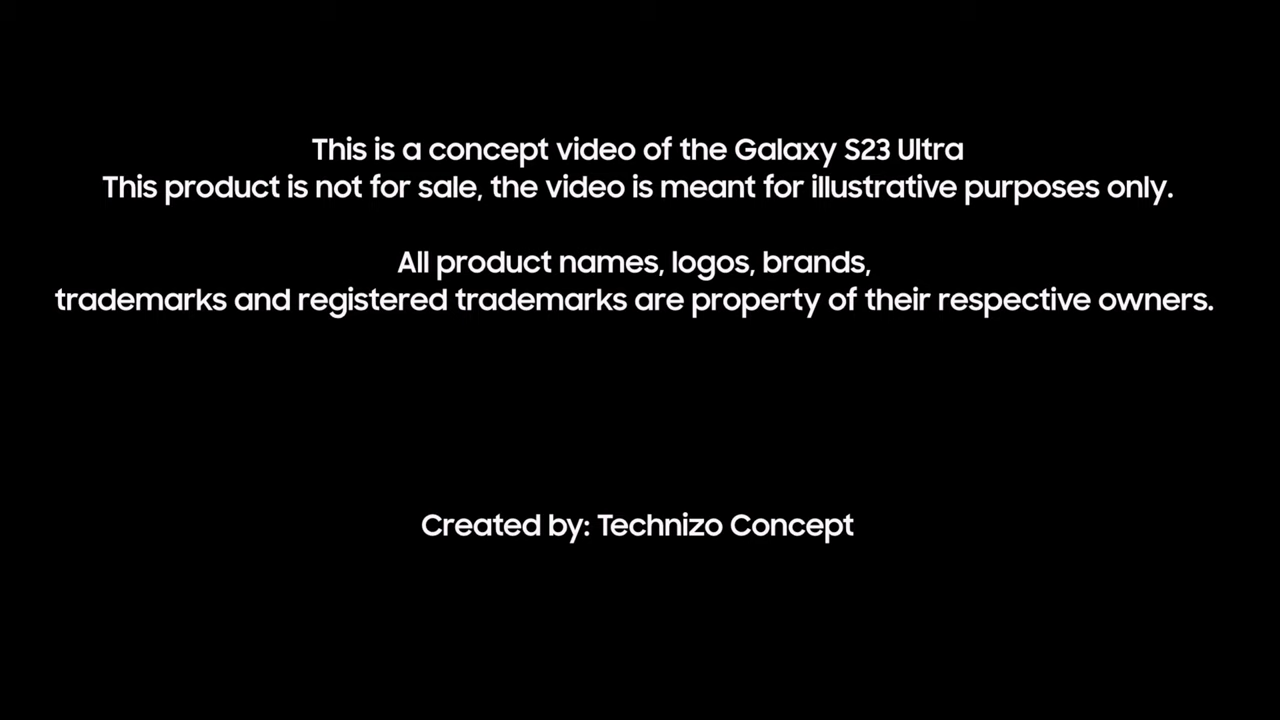 This is a concept video of the Galaxy S23 Ultra
This product is not for sale, the video is meant for illustrative purposes only.
All product names, logos, brands,
trademarks and registered trademarks are property of their respective owners.
Created by: Technizo Concept